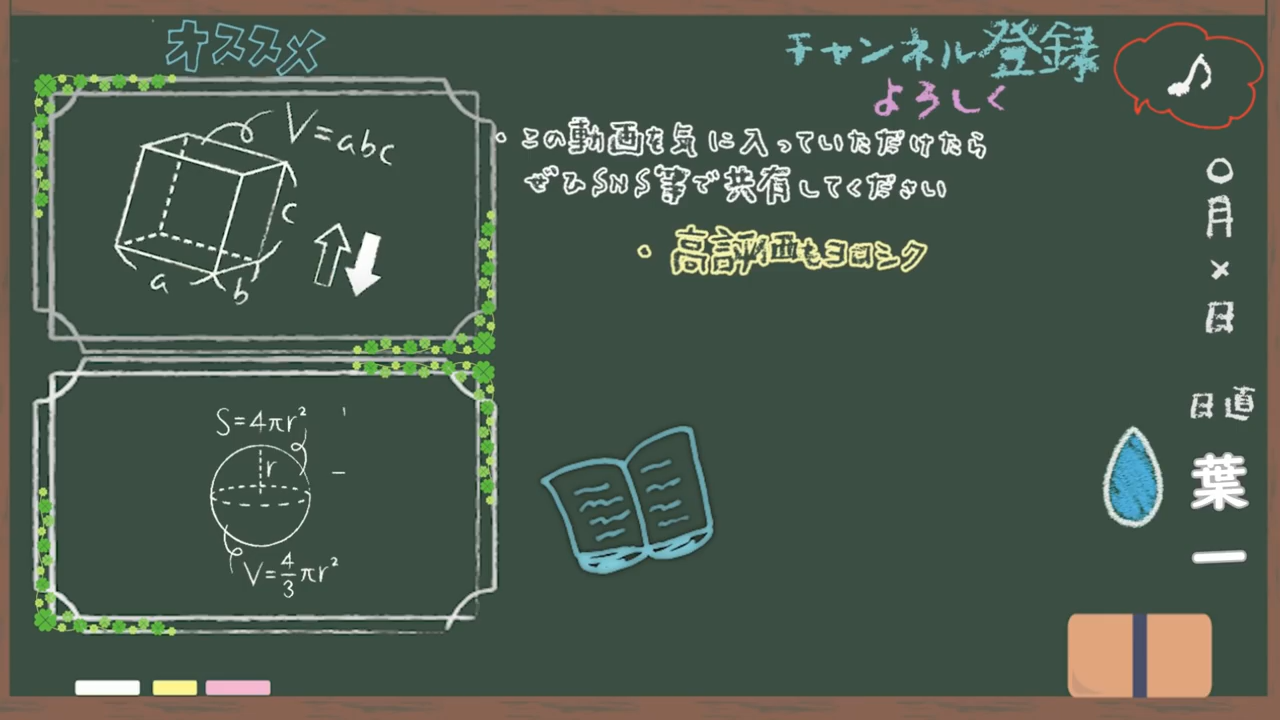 オススメ
V=abc
c
a
b
S=4πr²
r
V=4/3πr²
チャンネル登録
よろしく
・この動画を気に入っていただけたら
ぜひSNS等で共有してください
・高評価もヨロシク
〇月×日
日直
葉一